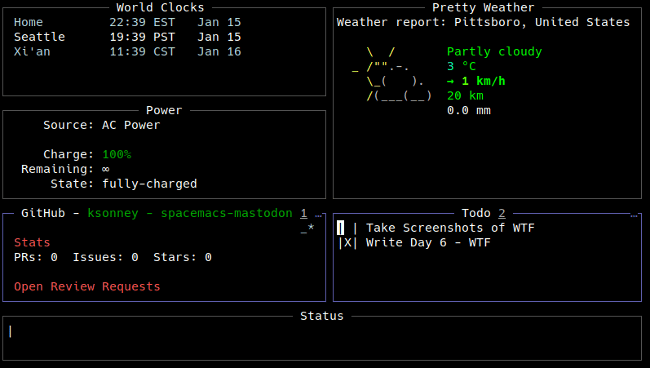 World Clocks
Home 22:39 EST Jan 15
Seattle 19:39 PST Jan 15
Xi'an 11:39 CST Jan 16
Pretty Weather
Weather report: Pittsboro, United States
\ / Partly cloudy
_ /"".-. 3 °C
\_( ). → 1 km/h
/(___(__) 20 km
0.0 mm
Power
Source: AC Power
Charge: 100%
Remaining: ∞
State: fully-charged
GitHub - ksonney - spacemacs-mastodon 1 …
_*
Stats
PRs: 0 Issues: 0 Stars: 0
Open Review Requests
Todo 2 …
| | Take Screenshots of WTF
|X| Write Day 6 - WTF
Status
|